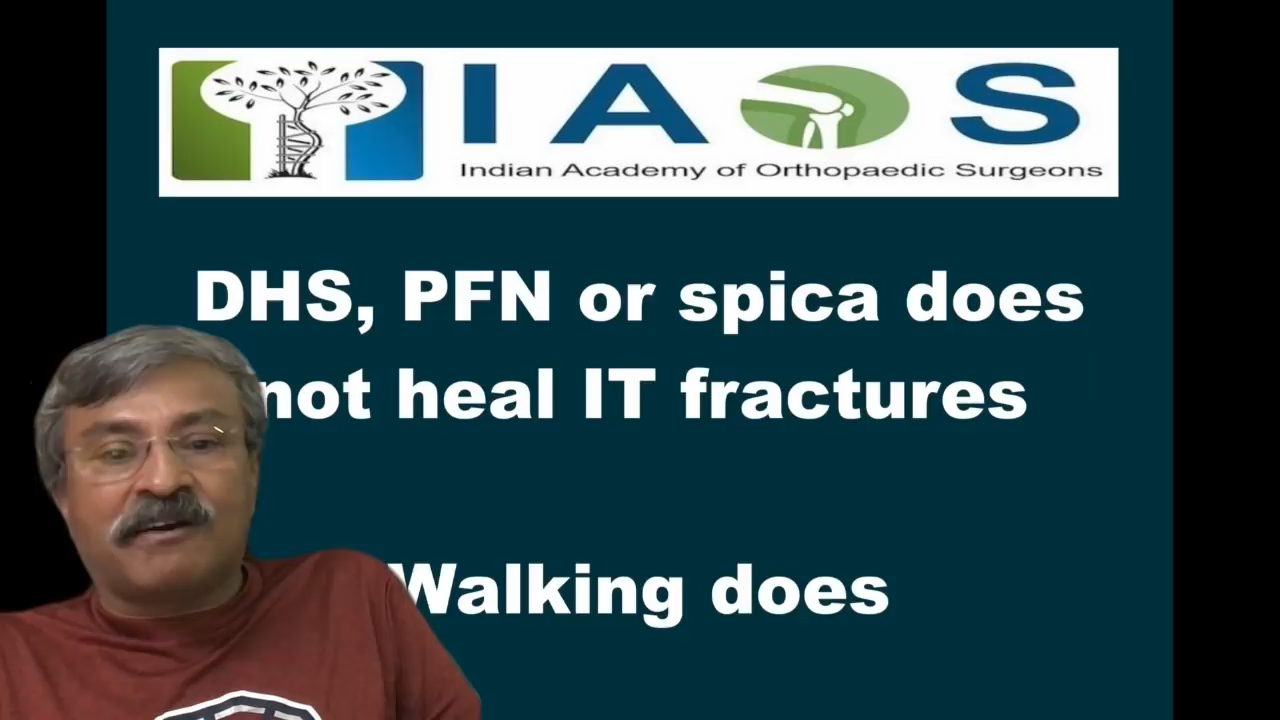 IAOS
Indian Academy of Orthopaedic Surgeons
DHS, PFN or spica does
not heal IT fractures
Walking does